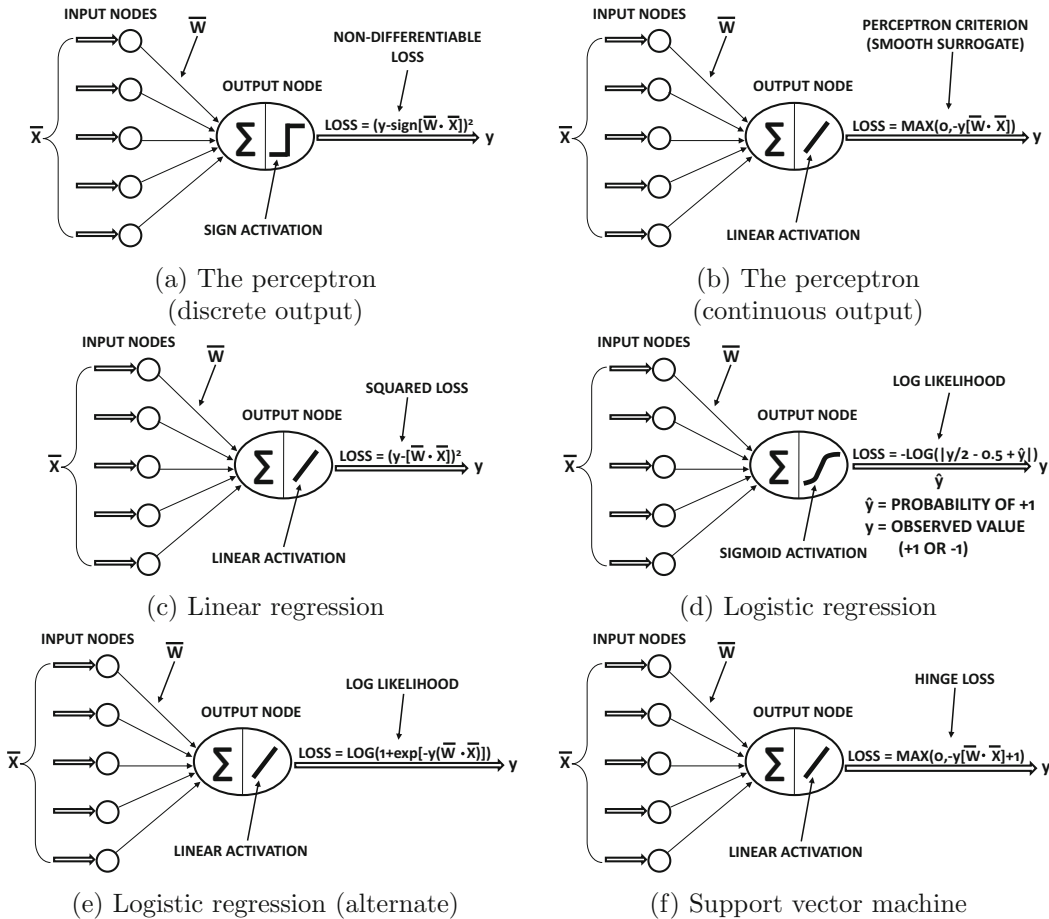 INPUT NODES
W̅
NON-DIFFERENTIABLE
LOSS
OUTPUT NODE
X̅
∑
LOSS = (y-sign[W̅ · X̅])²
y
SIGN ACTIVATION
(a) The perceptron
(discrete output)
INPUT NODES
W̅
PERCEPTRON CRITERION
(SMOOTH SURROGATE)
OUTPUT NODE
X̅
∑
LOSS = MAX(0,-y[W̅ · X̅])
y
LINEAR ACTIVATION
(b) The perceptron
(continuous output)
INPUT NODES
W̅
SQUARED LOSS
OUTPUT NODE
X̅
∑
LOSS = (y-[W̅ · X̅])²
y
LINEAR ACTIVATION
(c) Linear regression
INPUT NODES
W̅
LOG LIKELIHOOD
OUTPUT NODE
X̅
∑
LOSS = -LOG(|y/2 - 0.5 + ŷ|)
y
ŷ
ŷ = PROBABILITY OF +1
y = OBSERVED VALUE
(+1 OR -1)
SIGMOID ACTIVATION
(d) Logistic regression
INPUT NODES
W̅
LOG LIKELIHOOD
OUTPUT NODE
X̅
∑
LOSS = LOG(1+exp[-y(W̅ · X̅)])
y
LINEAR ACTIVATION
(e) Logistic regression (alternate)
INPUT NODES
W̅
HINGE LOSS
OUTPUT NODE
X̅
∑
LOSS = MAX(0,-y[W̅ · X̅]+1)
y
LINEAR ACTIVATION
(f) Support vector machine